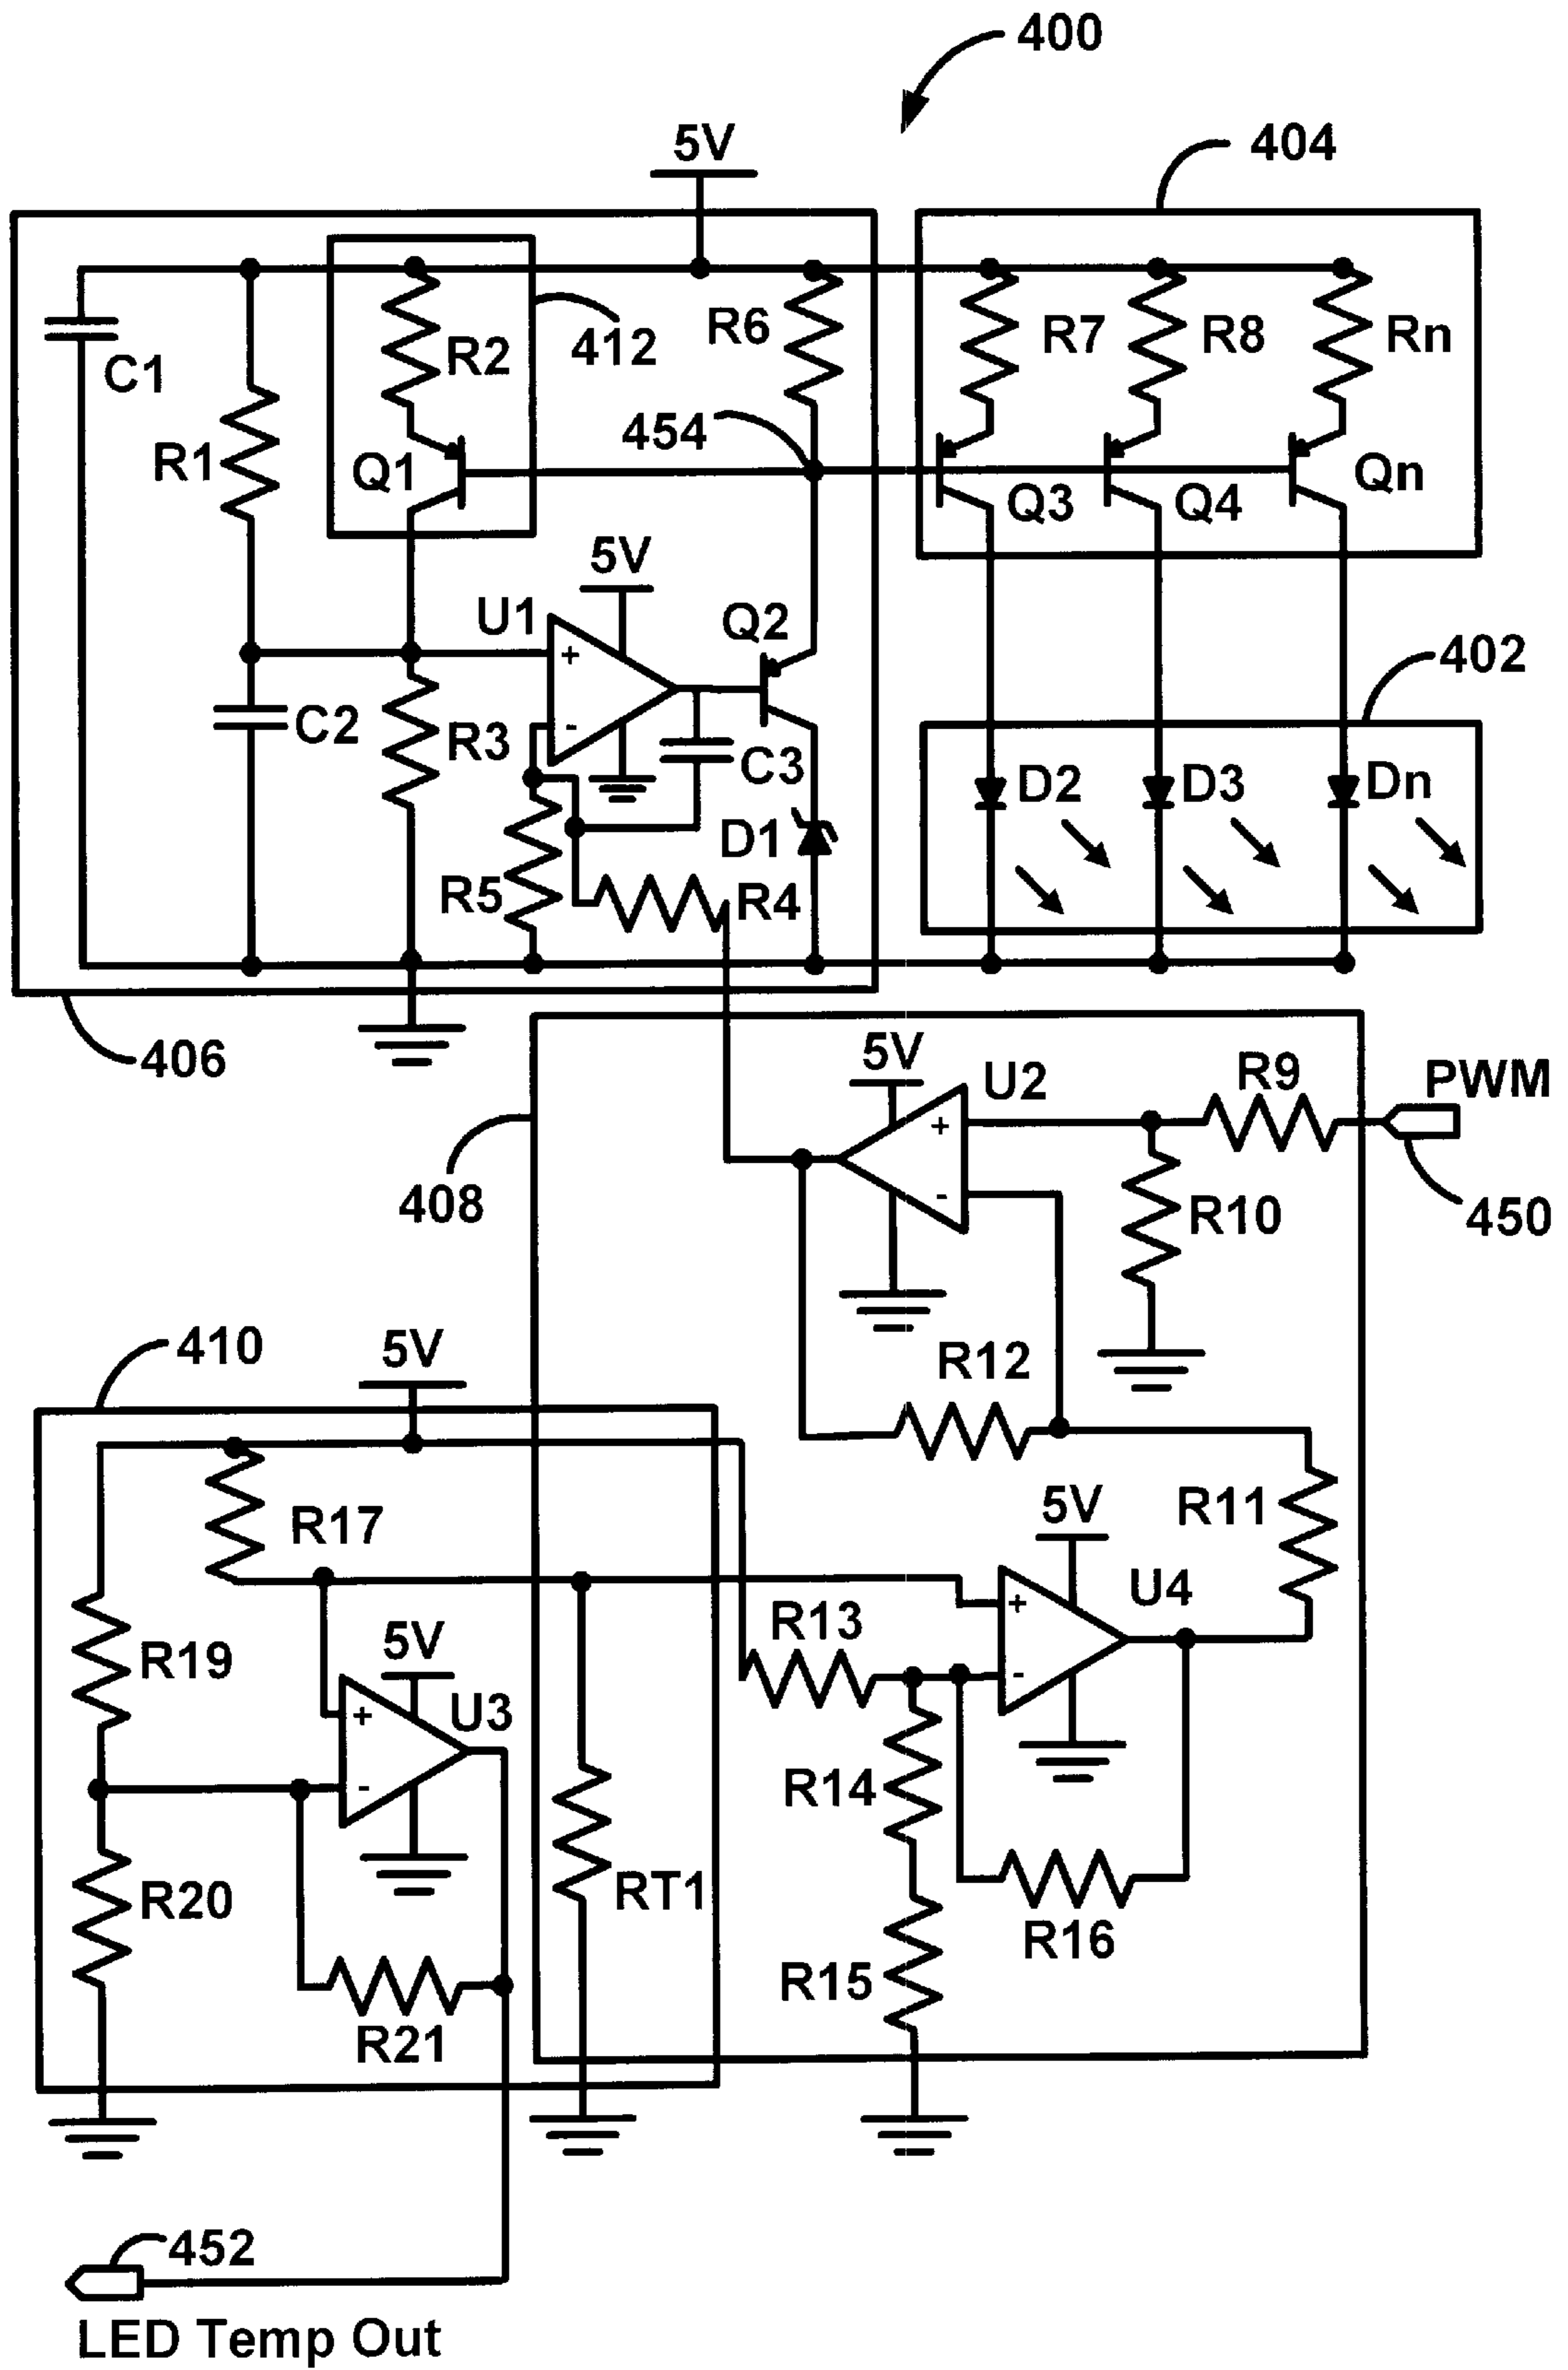 400
5V
404
C1
R1
R2
412
R6
R7
R8
Rn
454
Q1
Q3
Q4
Qn
5V
U1
+
-
Q2
402
C2
R3
C3
D1
D2
D3
Dn
R5
R4
406
5V
U2
+
-
R9
PWM
450
R10
408
R12
410
5V
R17
R11
5V
U4
+
-
R13
R19
5V
U3
+
-
R14
R20
RT1
R16
R15
R21
452
LED Temp Out